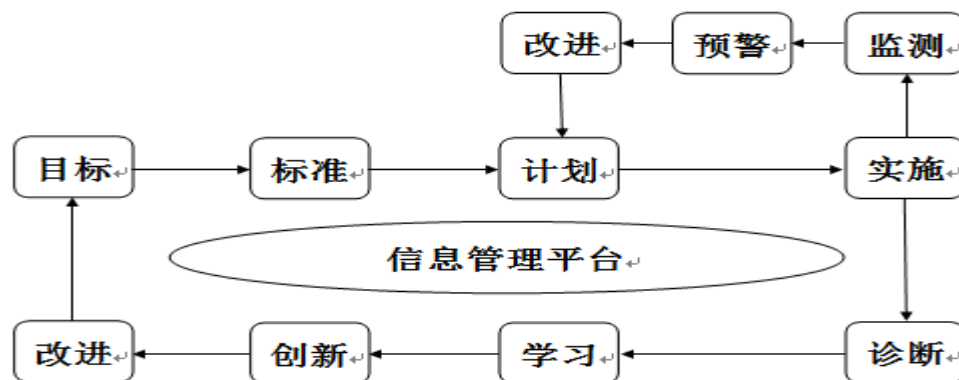 改进 预警 监测
目标 标准 计划 实施
信息管理平台
改进 创新 学习 诊断